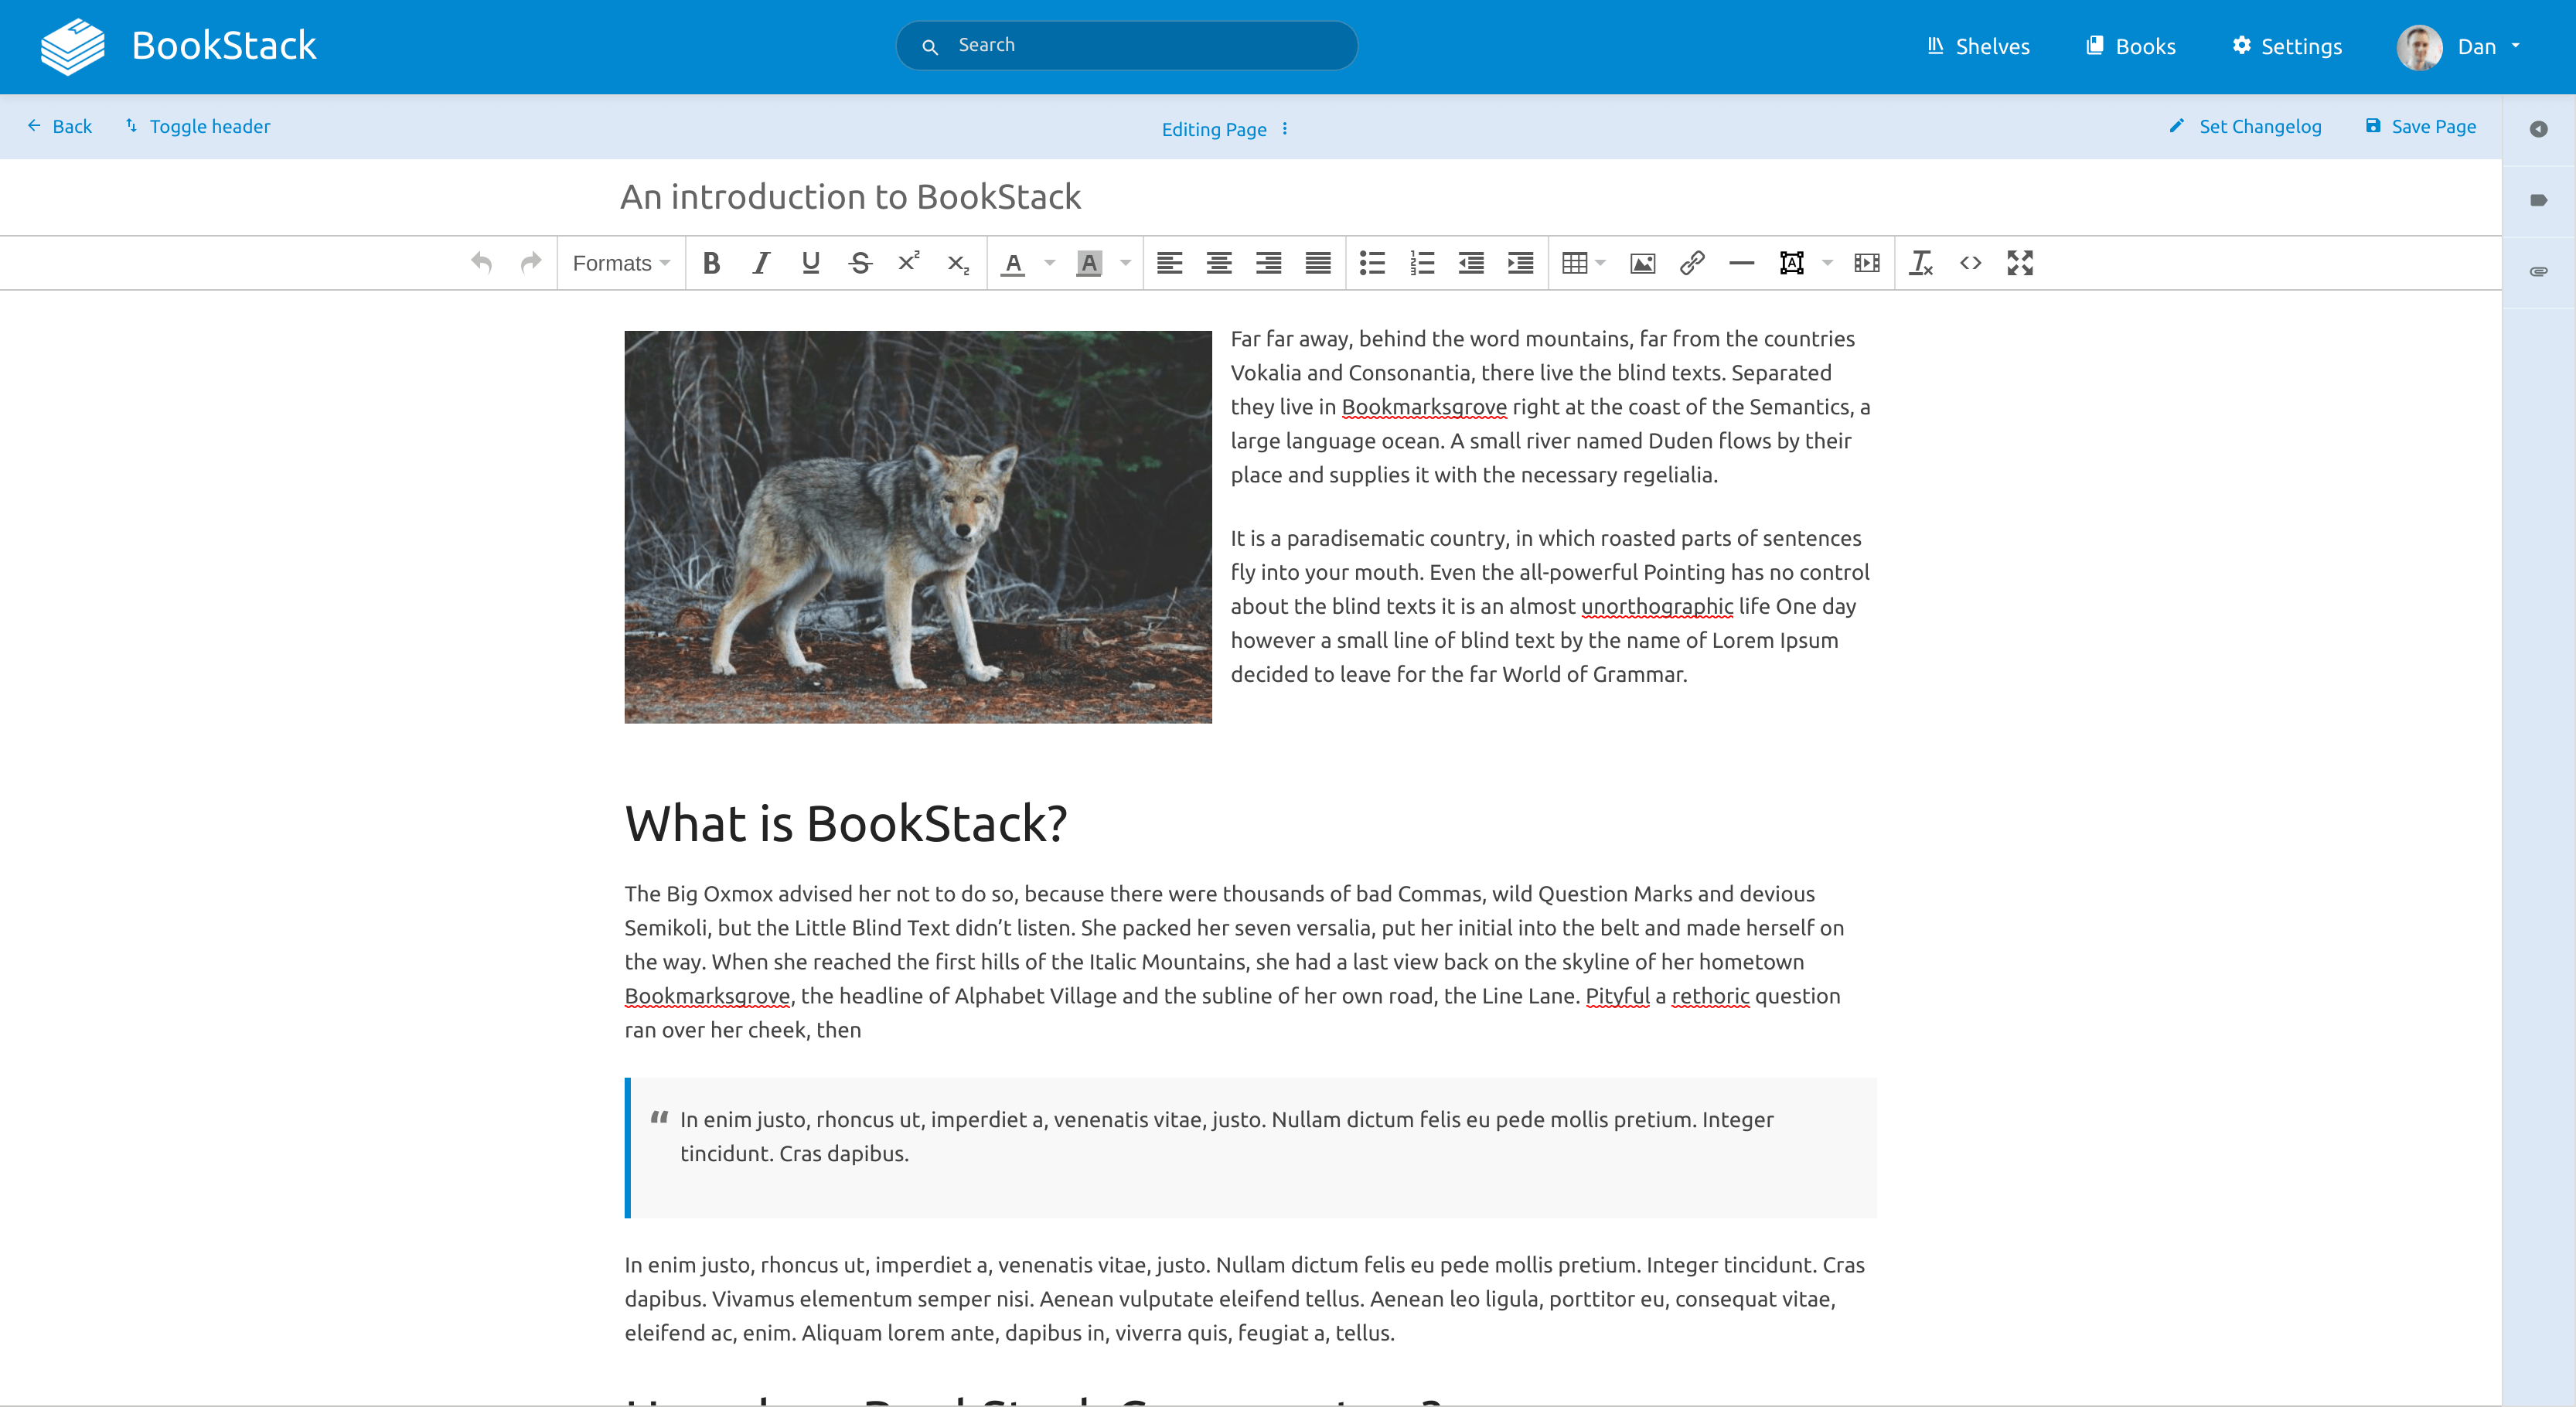 BookStack
Search
Shelves
Books
Settings
Dan
Back
Toggle header
Editing Page
Set Changelog
Save Page
An introduction to BookStack
Formats
Far far away, behind the word mountains, far from the countries
Vokalia and Consonantia, there live the blind texts. Separated
they live in Bookmarksgrove right at the coast of the Semantics, a
large language ocean. A small river named Duden flows by their
place and supplies it with the necessary regelialia.
It is a paradisematic country, in which roasted parts of sentences
fly into your mouth. Even the all-powerful Pointing has no control
about the blind texts it is an almost unorthographic life One day
however a small line of blind text by the name of Lorem Ipsum
decided to leave for the far World of Grammar.
What is BookStack?
The Big Oxmox advised her not to do so, because there were thousands of bad Commas, wild Question Marks and devious
Semikoli, but the Little Blind Text didn’t listen. She packed her seven versalia, put her initial into the belt and made herself on
the way. When she reached the first hills of the Italic Mountains, she had a last view back on the skyline of her hometown
Bookmarksgrove, the headline of Alphabet Village and the subline of her own road, the Line Lane. Pityful a rethoric question
ran over her cheek, then
“ In enim justo, rhoncus ut, imperdiet a, venenatis vitae, justo. Nullam dictum felis eu pede mollis pretium. Integer
tincidunt. Cras dapibus.
In enim justo, rhoncus ut, imperdiet a, venenatis vitae, justo. Nullam dictum felis eu pede mollis pretium. Integer tincidunt. Cras
dapibus. Vivamus elementum semper nisi. Aenean vulputate eleifend tellus. Aenean leo ligula, porttitor eu, consequat vitae,
eleifend ac, enim. Aliquam lorem ante, dapibus in, viverra quis, feugiat a, tellus.